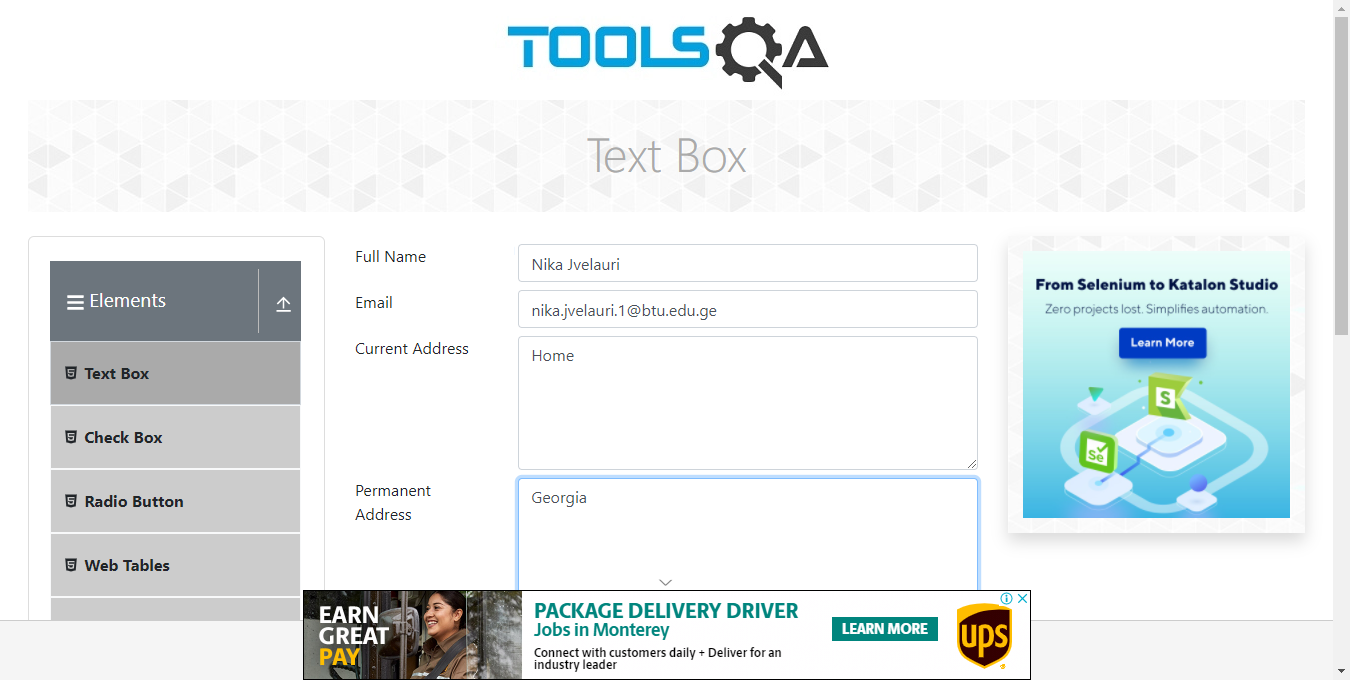 TOOLSQA
Text Box
Elements
Text Box
Check Box
Radio Button
Web Tables
Full Name
Nika Jvelauri
Email
nika.jvelauri.1@btu.edu.ge
Current Address
Home
Permanent
Address
Georgia
From Selenium to Katalon Studio
Zero projects lost. Simplifies automation.
Learn More
S
Se
EARN
GREAT
PAY
PACKAGE DELIVERY DRIVER
Jobs in Monterey
Connect with customers daily + Deliver for an
industry leader
LEARN MORE
ups